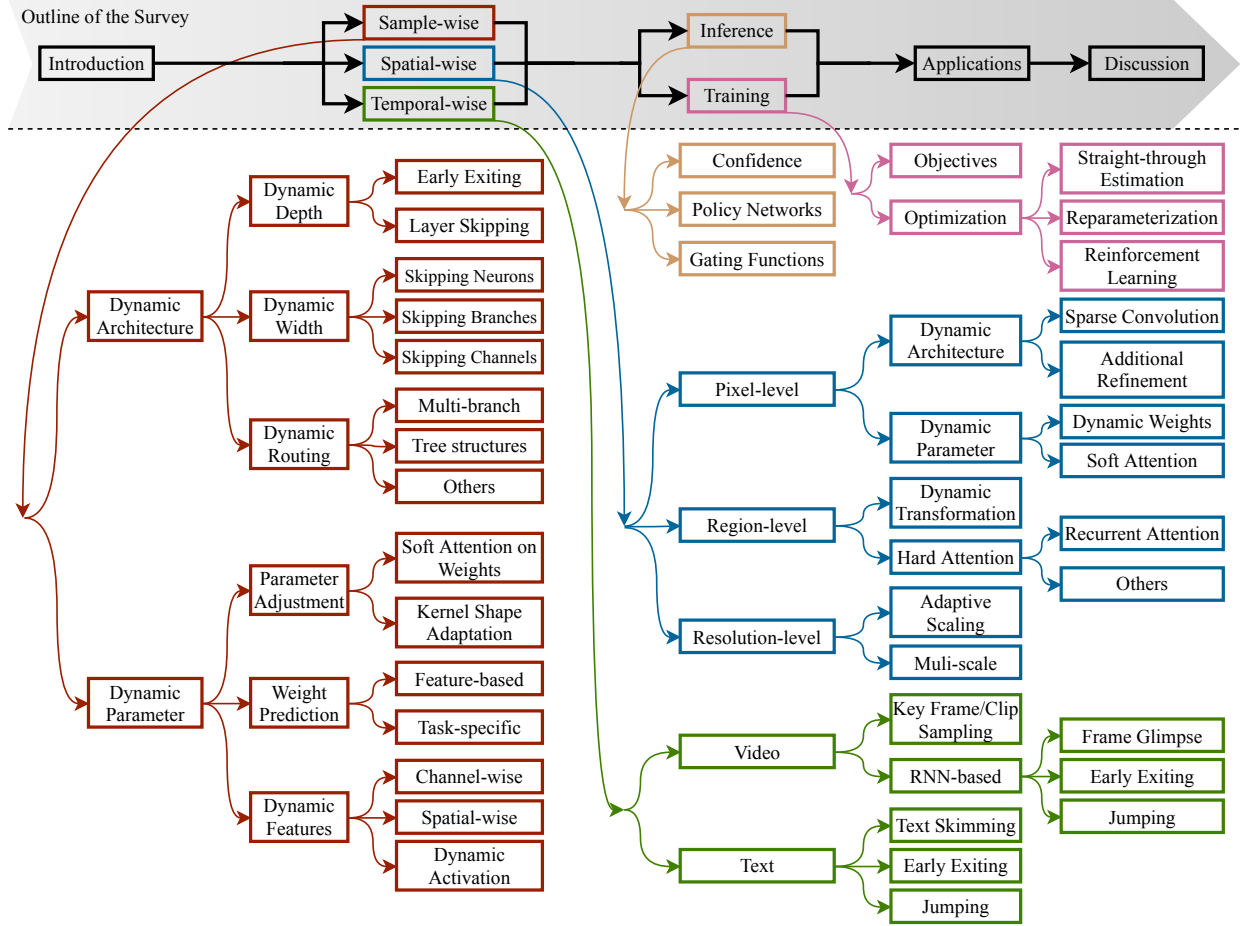 Outline of the Survey
Introduction
Sample-wise
Spatial-wise
Temporal-wise
Inference
Training
Applications
Discussion
Dynamic
Architecture
Dynamic
Depth
Early Exiting
Layer Skipping
Dynamic
Width
Skipping Neurons
Skipping Branches
Skipping Channels
Dynamic
Routing
Multi-branch
Tree structures
Others
Dynamic
Parameter
Parameter
Adjustment
Soft Attention on
Weights
Kernel Shape
Adaptation
Weight
Prediction
Feature-based
Task-specific
Dynamic
Features
Channel-wise
Spatial-wise
Dynamic
Activation
Confidence
Policy Networks
Gating Functions
Objectives
Optimization
Straight-through
Estimation
Reparameterization
Reinforcement
Learning
Pixel-level
Dynamic
Architecture
Sparse Convolution
Additional
Refinement
Dynamic
Parameter
Dynamic Weights
Soft Attention
Region-level
Dynamic
Transformation
Hard Attention
Recurrent Attention
Others
Resolution-level
Adaptive
Scaling
Muli-scale
Video
Key Frame/Clip
Sampling
RNN-based
Frame Glimpse
Early Exiting
Jumping
Text
Text Skimming
Early Exiting
Jumping